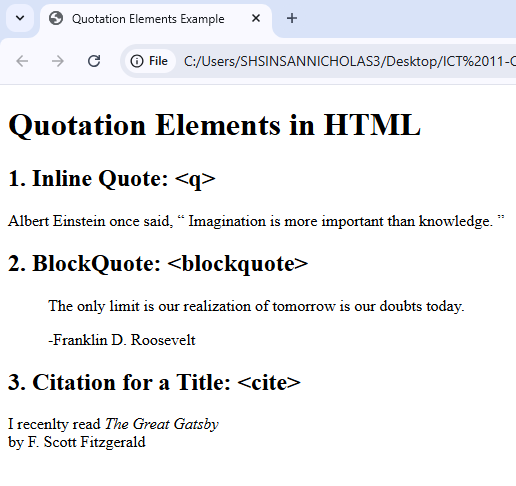 Quotation Elements Example
File C:/Users/SHSINSANNICHOLAS3/Desktop/ICT%2011-
Quotation Elements in HTML
1. Inline Quote: <q>
Albert Einstein once said, “ Imagination is more important than knowledge. ”
2. BlockQuote: <blockquote>
The only limit is our realization of tomorrow is our doubts today.
-Franklin D. Roosevelt
3. Citation for a Title: <cite>
I recenlty read The Great Gatsby
by F. Scott Fitzgerald